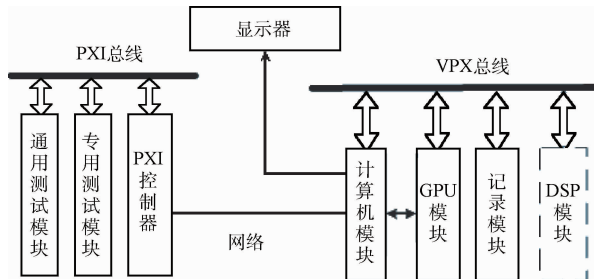 显示器
PXI总线
VPX总线
通用测试模块
专用测试模块
PXI控制器
计算机模块
GPU模块
记录模块
DSP模块
网络